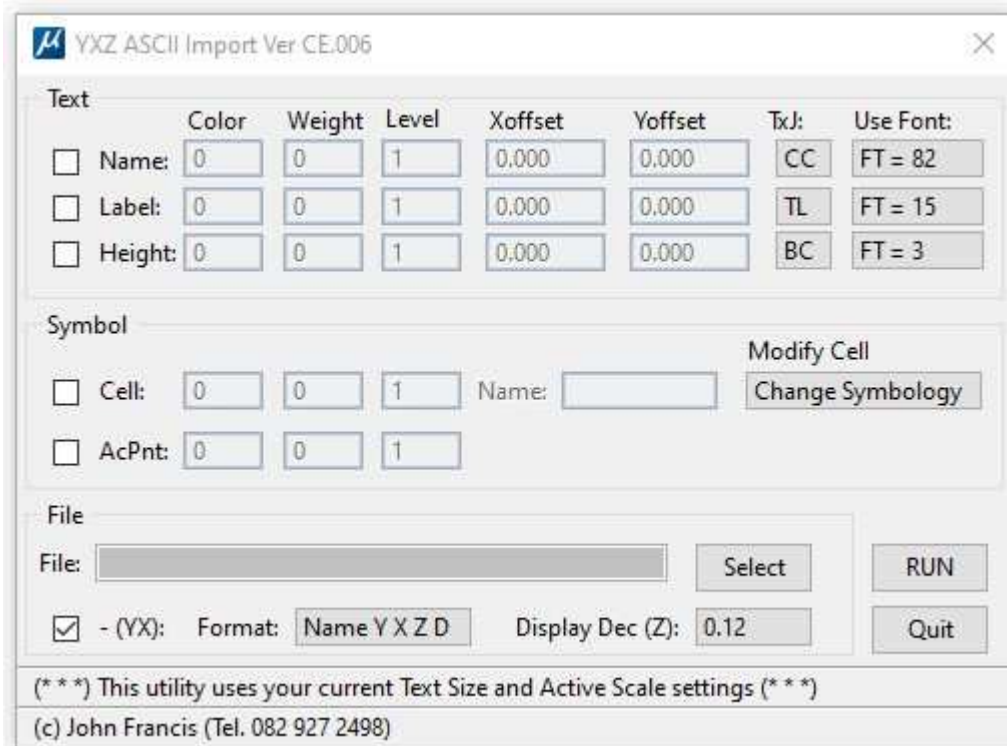 µ YXZ ASCII Import Ver CE.006
Text
Color Weight Level Xoffset Yoffset TxJ: Use Font:
Name: 0 0 1 0.000 0.000 CC FT = 82
Label: 0 0 1 0.000 0.000 TL FT = 15
Height: 0 0 1 0.000 0.000 BC FT = 3
Symbol
Modify Cell
Cell: 0 0 1 Name: Change Symbology
AcPnt: 0 0 1
File
File: Select RUN
- (YX): Format: Name Y X Z D Display Dec (Z): 0.12 Quit
(* * *) This utility uses your current Text Size and Active Scale settings (* * *)
(c) John Francis (Tel. 082 927 2498)